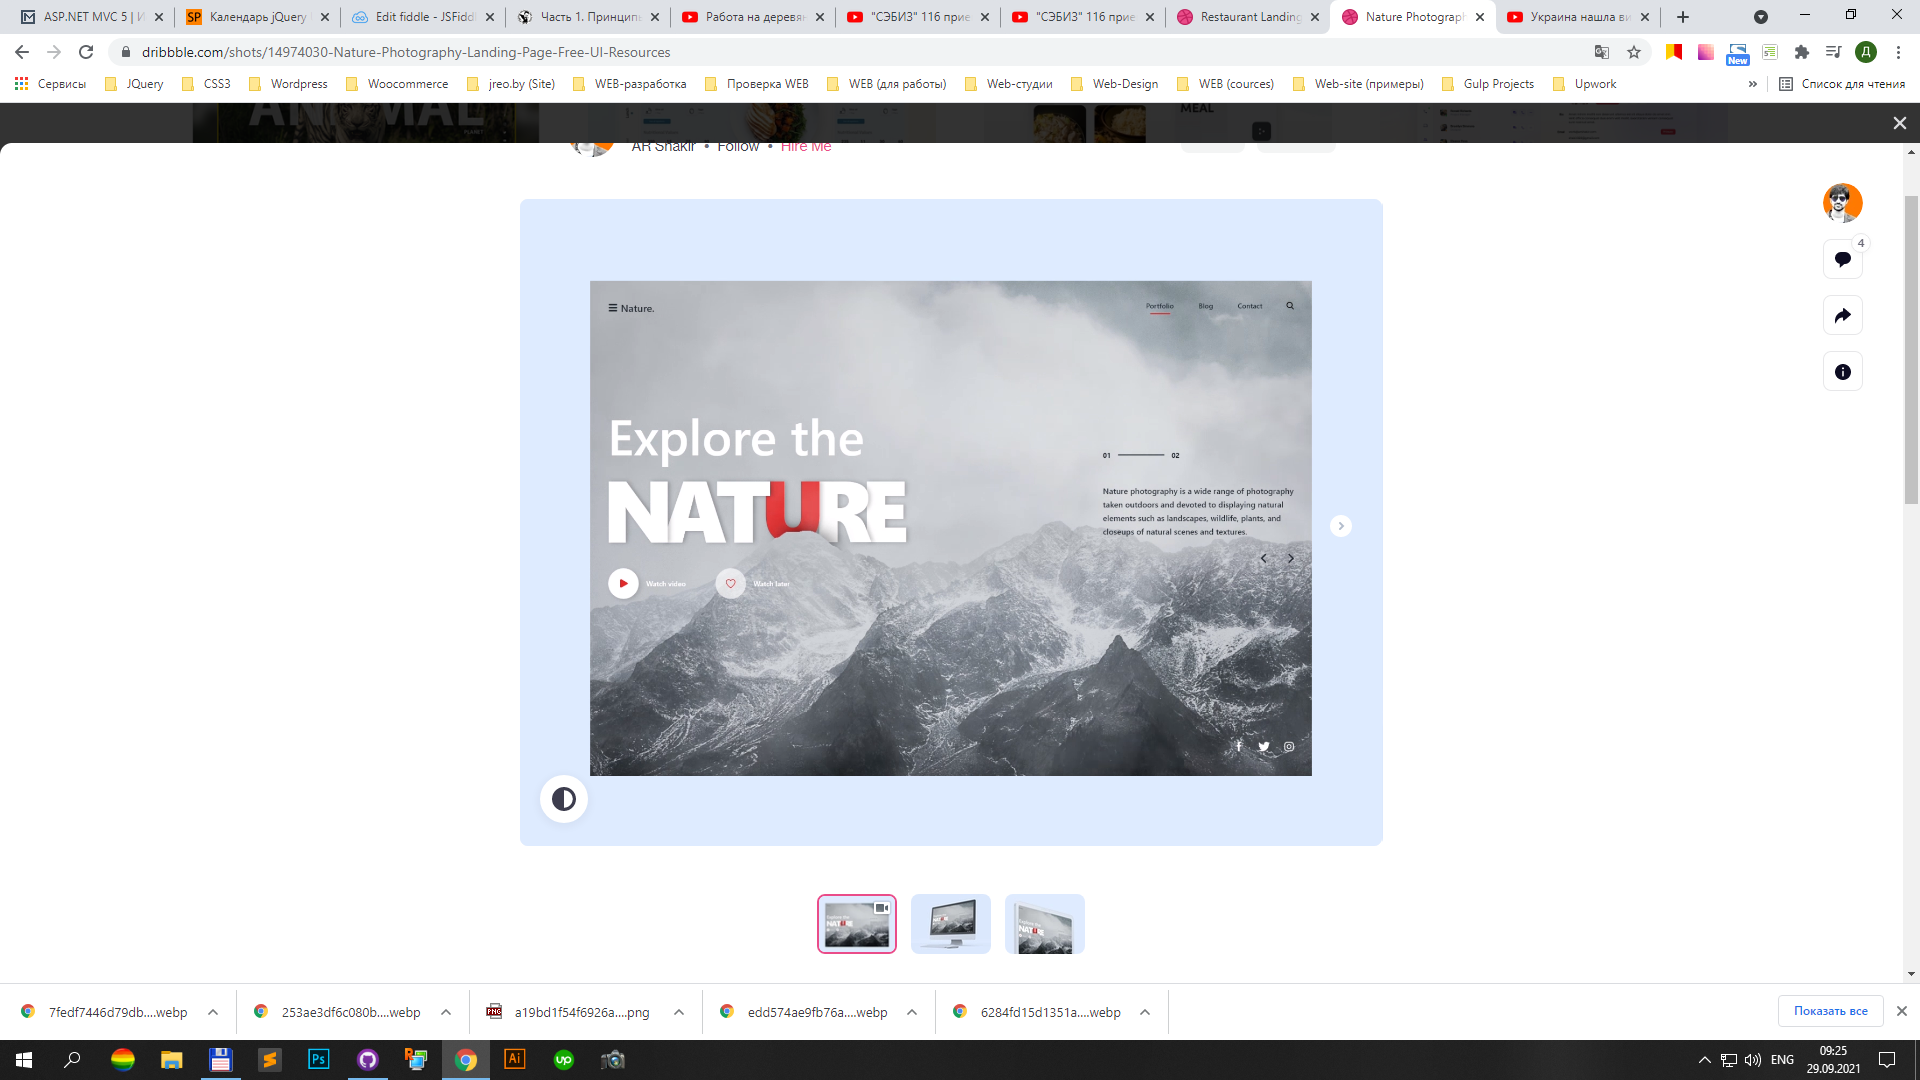 ASP.NET MVC 5 | И
Календарь jQuery
Edit fiddle - JSFiddl
Часть 1. Принципы
Работа на деревян
"СЭБИЗ" 116 прие
"СЭБИЗ" 116 прие
Restaurant Landing
Nature Photograph
Украина нашла ви
dribbble.com/shots/14974030-Nature-Photography-Landing-Page-Free-UI-Resources
New
Д
Сервисы
JQuery
CSS3
Wordpress
Woocommerce
jreo.by (Site)
WEB-разработка
Проверка WEB
WEB (для работы)
Web-студии
Web-Design
WEB (cources)
Web-site (примеры)
Gulp Projects
Upwork
»
Список для чтения
ANIMAL
PLANET
MEAL
AR Shakir • Follow • Hire Me
4
Nature.
Portfolio
Blog
Contact
Explore the
NATURE
01
02
Nature photography is a wide range of photography
taken outdoors and devoted to displaying natural
elements such as landscapes, wildlife, plants, and
closeups of natural scenes and textures.
Watch video
Watch later
7fedf7446d79db....webp
253ae3df6c080b....webp
a19bd1f54f6926a....png
edd574ae9fb76a....webp
6284fd15d1351a....webp
Показать все
ENG
09:25
29.09.2021